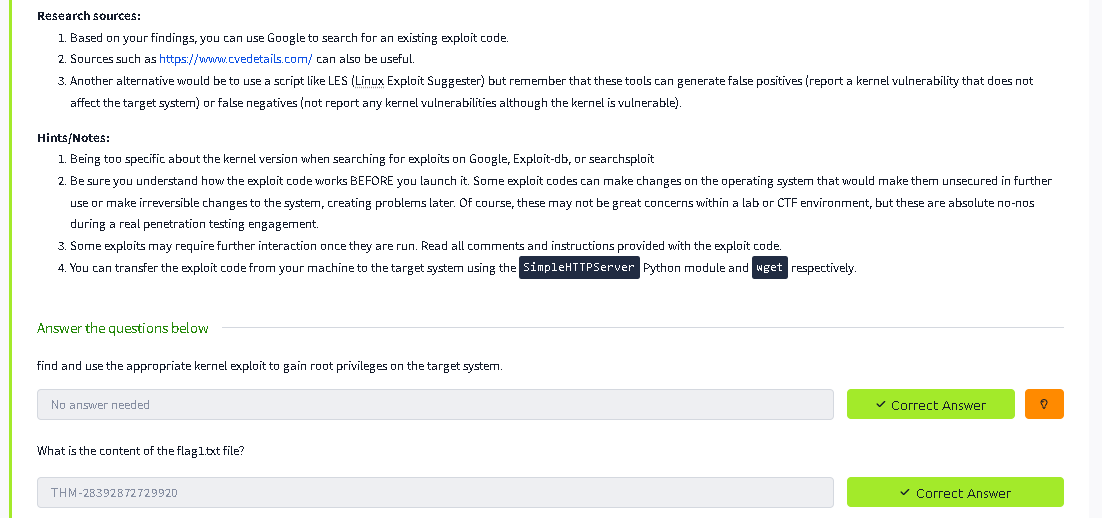 Research sources:
1. Based on your findings, you can use Google to search for an existing exploit code.
2. Sources such as https://www.cvedetails.com/ can also be useful.
3. Another alternative would be to use a script like LES (Linux Exploit Suggester) but remember that these tools can generate false positives (report a kernel vulnerability that does not
affect the target system) or false negatives (not report any kernel vulnerabilities although the kernel is vulnerable).
Hints/Notes:
1. Being too specific about the kernel version when searching for exploits on Google, Exploit-db, or searchsploit
2. Be sure you understand how the exploit code works BEFORE you launch it. Some exploit codes can make changes on the operating system that would make them unsecured in further
use or make irreversible changes to the system, creating problems later. Of course, these may not be great concerns within a lab or CTF environment, but these are absolute no-nos
during a real penetration testing engagement.
3. Some exploits may require further interaction once they are run. Read all comments and instructions provided with the exploit code.
4. You can transfer the exploit code from your machine to the target system using the SimpleHTTPServer Python module and wget respectively.
Answer the questions below
find and use the appropriate kernel exploit to gain root privileges on the target system.
No answer needed
Correct Answer
What is the content of the flag1.txt file?
THM-28392872729920
Correct Answer